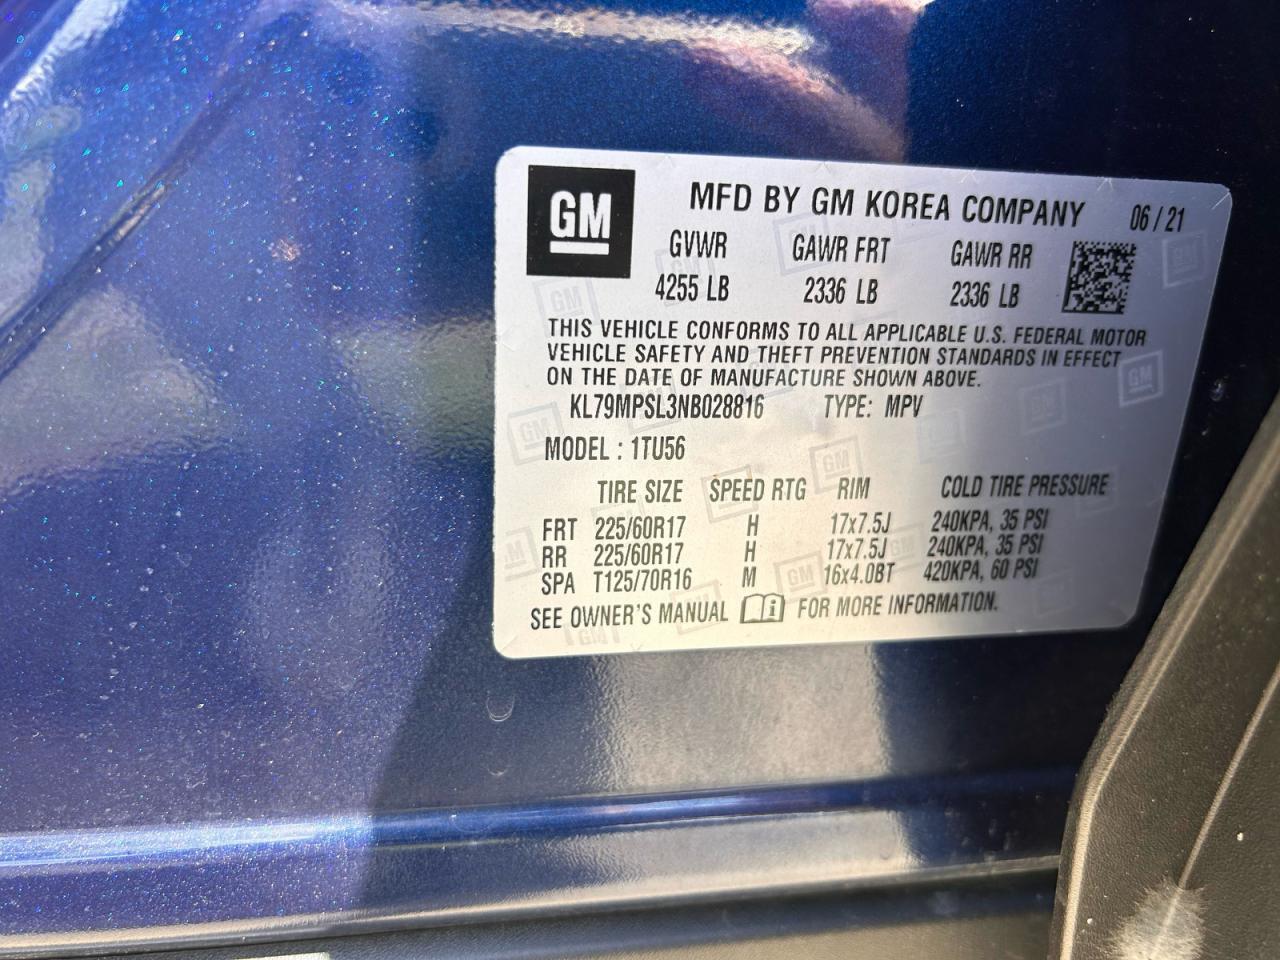 GM
MFD BY GM KOREA COMPANY 06 / 21
GVWR GAWR FRT GAWR RR
4255 LB 2336 LB 2336 LB
THIS VEHICLE CONFORMS TO ALL APPLICABLE U.S. FEDERAL MOTOR
VEHICLE SAFETY AND THEFT PREVENTION STANDARDS IN EFFECT
ON THE DATE OF MANUFACTURE SHOWN ABOVE.
KL79MPSL3NB028816 TYPE: MPV
MODEL : 1TU56
TIRE SIZE SPEED RTG RIM COLD TIRE PRESSURE
FRT 225/60R17 H 17x7.5J 240KPA, 35 PSI
RR 225/60R17 H 17x7.5J 240KPA, 35 PSI
SPA T125/70R16 M 16x4.0BT 420KPA, 60 PSI
SEE OWNER'S MANUAL FOR MORE INFORMATION.